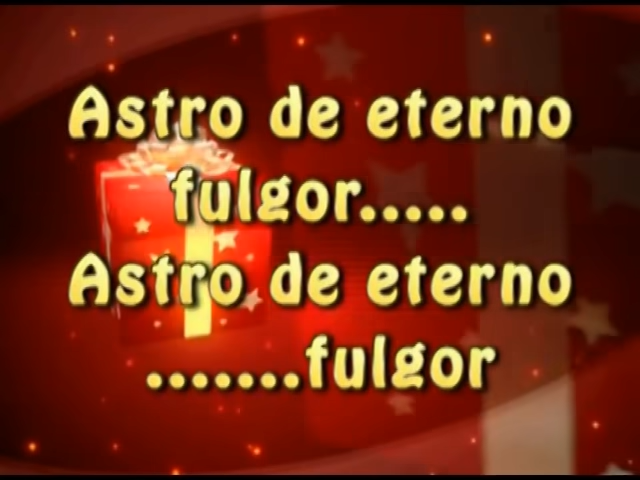 Astro de eterno
fulgor.....
Astro de eterno
.......fulgor